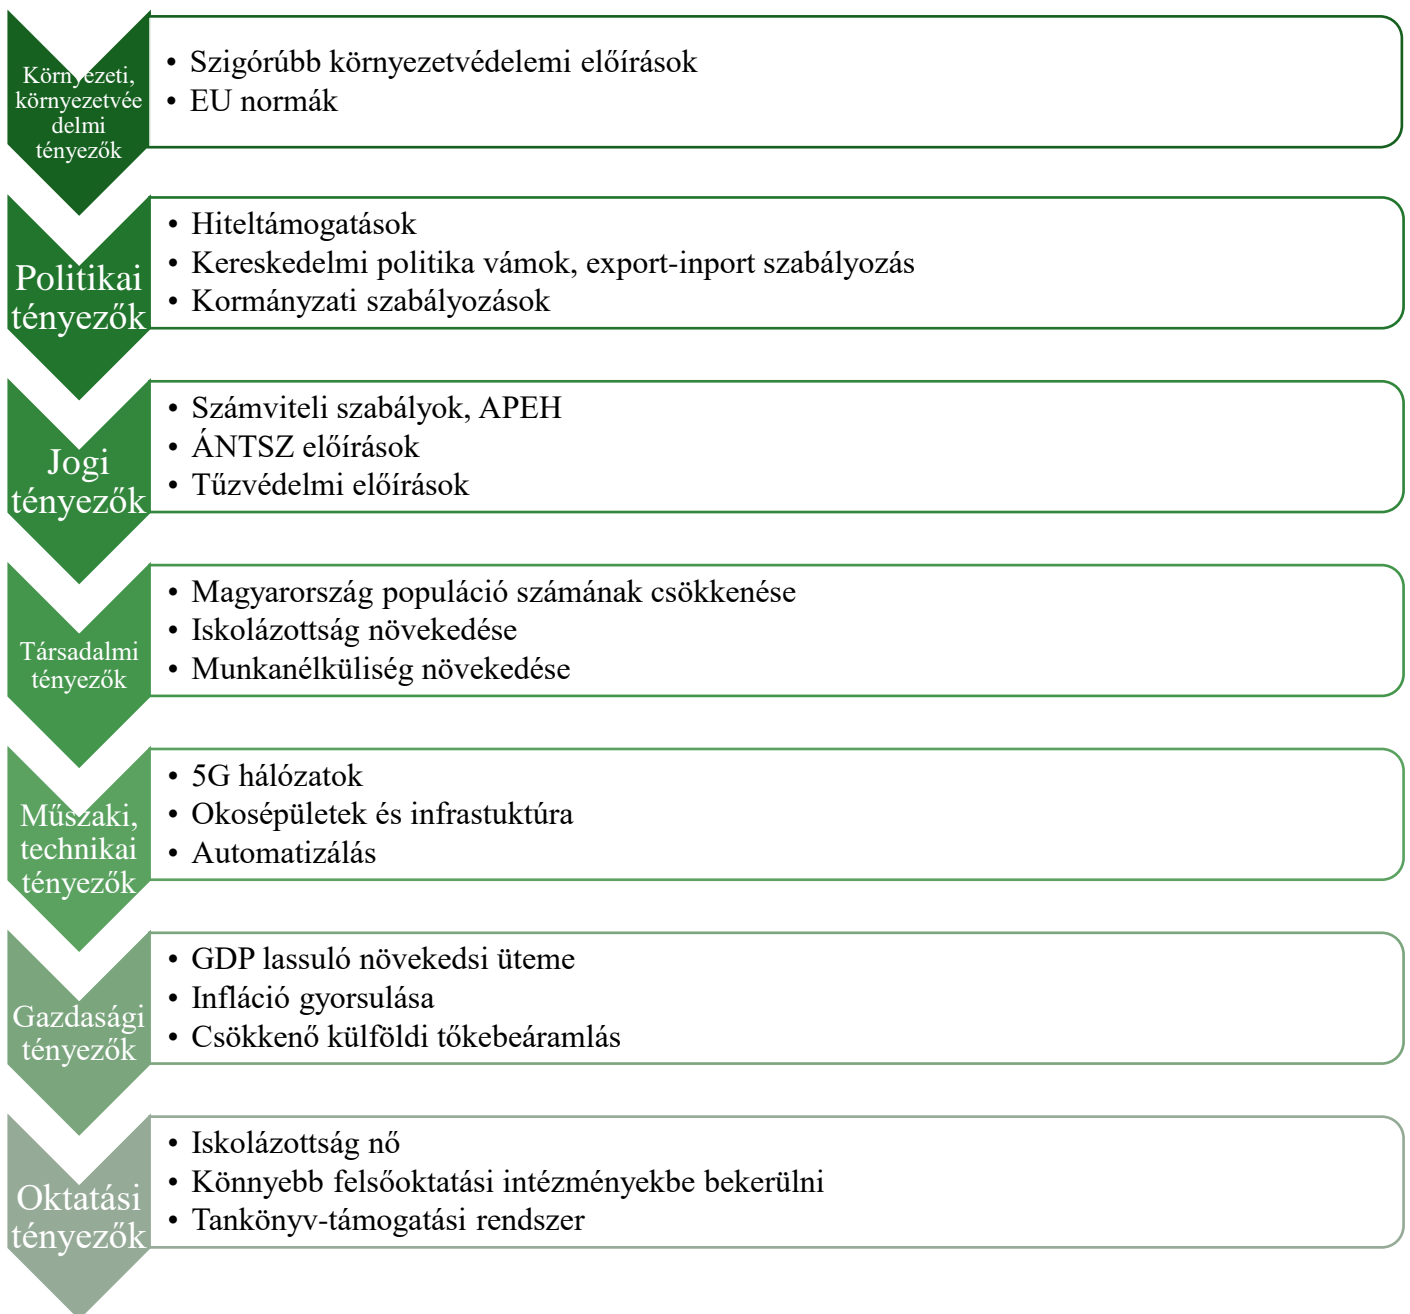 Környezeti,
környezetvée
delmi
tényezők
• Szigórúbb környezetvédelemi előírások
• EU normák
Politikai
tényezők
• Hiteltámogatások
• Kereskedelmi politika vámok, export-inport szabályozás
• Kormányzati szabályozások
Jogi
tényezők
• Számviteli szabályok, APEH
• ÁNTSZ előírások
• Tűzvédelmi előírások
Társadalmi
tényezők
• Magyarország populáció számának csökkenése
• Iskolázottság növekedése
• Munkanélküliség növekedése
Műszaki,
technikai
tényezők
• 5G hálózatok
• Okosépületek és infrastuktúra
• Automatizálás
Gazdasági
tényezők
• GDP lassuló növekedsi üteme
• Infláció gyorsulása
• Csökkenő külföldi tőkebeáramlás
Oktatási
tényezők
• Iskolázottság nő
• Könnyebb felsőoktatási intézményekbe bekerülni
• Tankönyv-támogatási rendszer